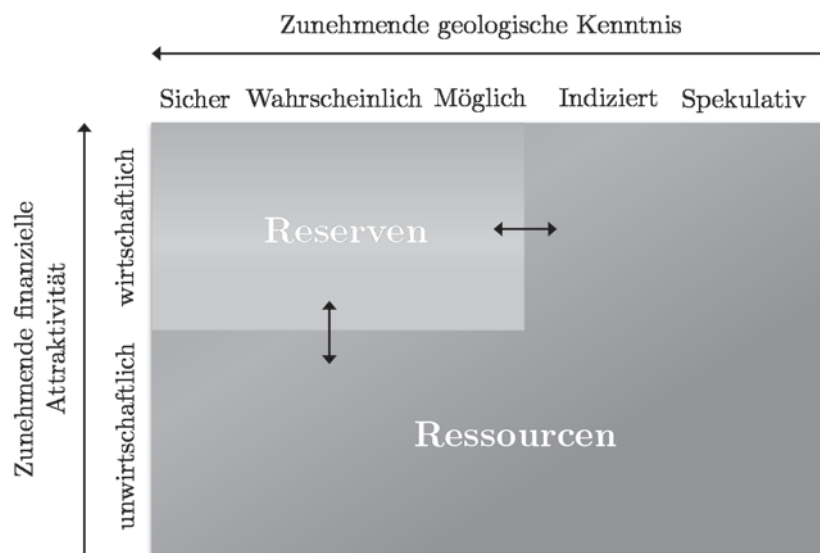 Zunehmende geologische Kenntnis
Sicher Wahrscheinlich Möglich Indiziert Spekulativ
Zunehmende finanzielle
Attraktivität
wirtschaftlich
unwirtschaftlich
Reserven
Ressourcen